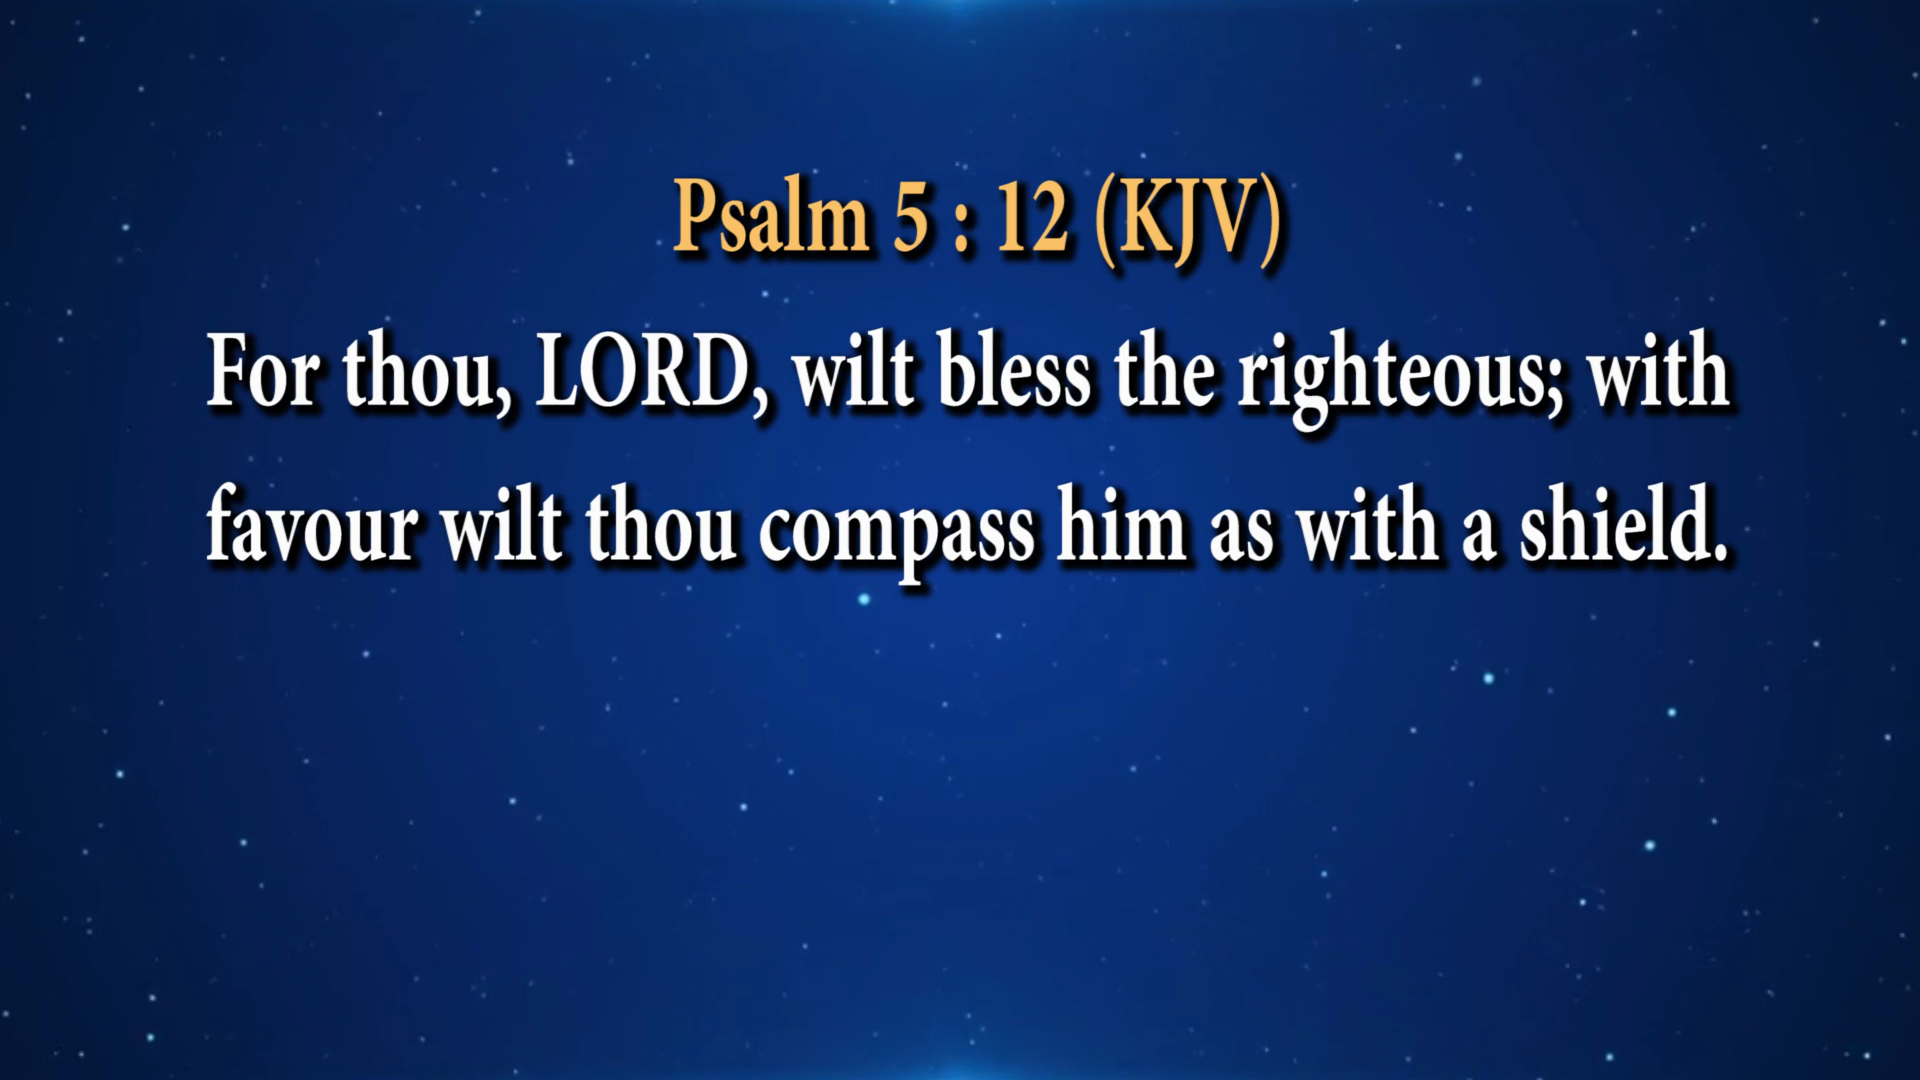 Psalm 5 : 12 (KJV)
For thou, LORD, wilt bless the righteous; with
favour wilt thou compass him as with a shield.